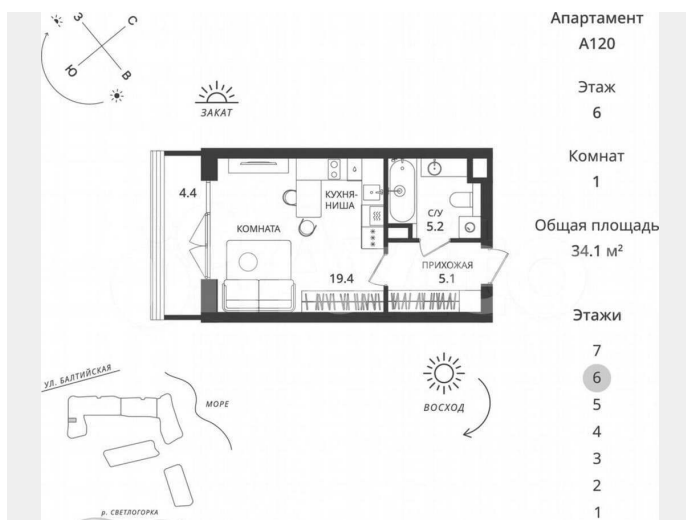 З
С
Ю
В
ЗАКАТ
4.4
КОМНАТА
КУХНЯ-
НИША
19.4
С/У
5.2
ПРИХОЖАЯ
5.1
ВОСХОД
УЛ. БАЛТИЙСКАЯ
МОРЕ
р. СВЕТЛОГОРКА
Апартамент
А120
Этаж
6
Комнат
1
Общая площадь
34.1 м²
Этажи
7
6
5
4
3
2
1